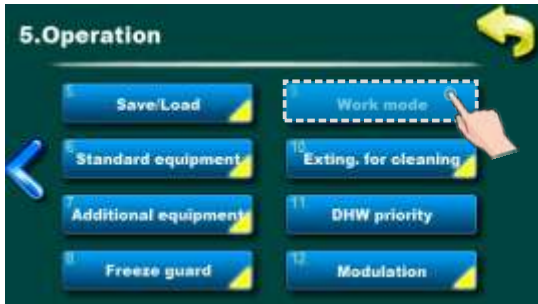 5.Operation
5
Save/Load
Work mode
6
Standard equipment
10
Exting. for cleaning
7
Additional equipment
11
DHW priority
8
Freeze guard
12
Modulation